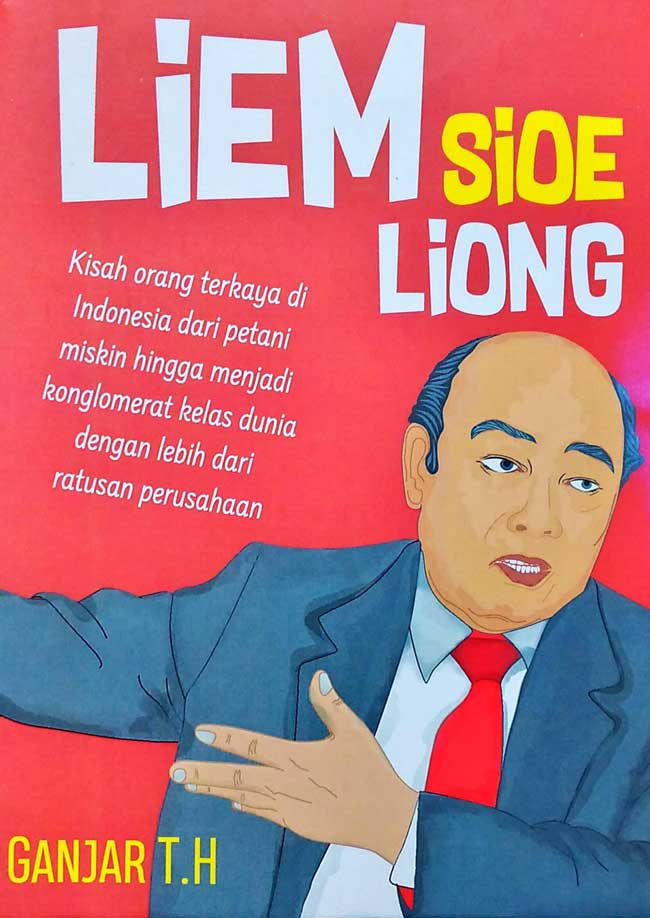 LiEM
SiOE
LiONG
Kisah orang terkaya di
Indonesia dari petani
miskin hingga menjadi
konglomerat kelas dunia
dengan lebih dari
ratusan perusahaan
GANJAR T.H